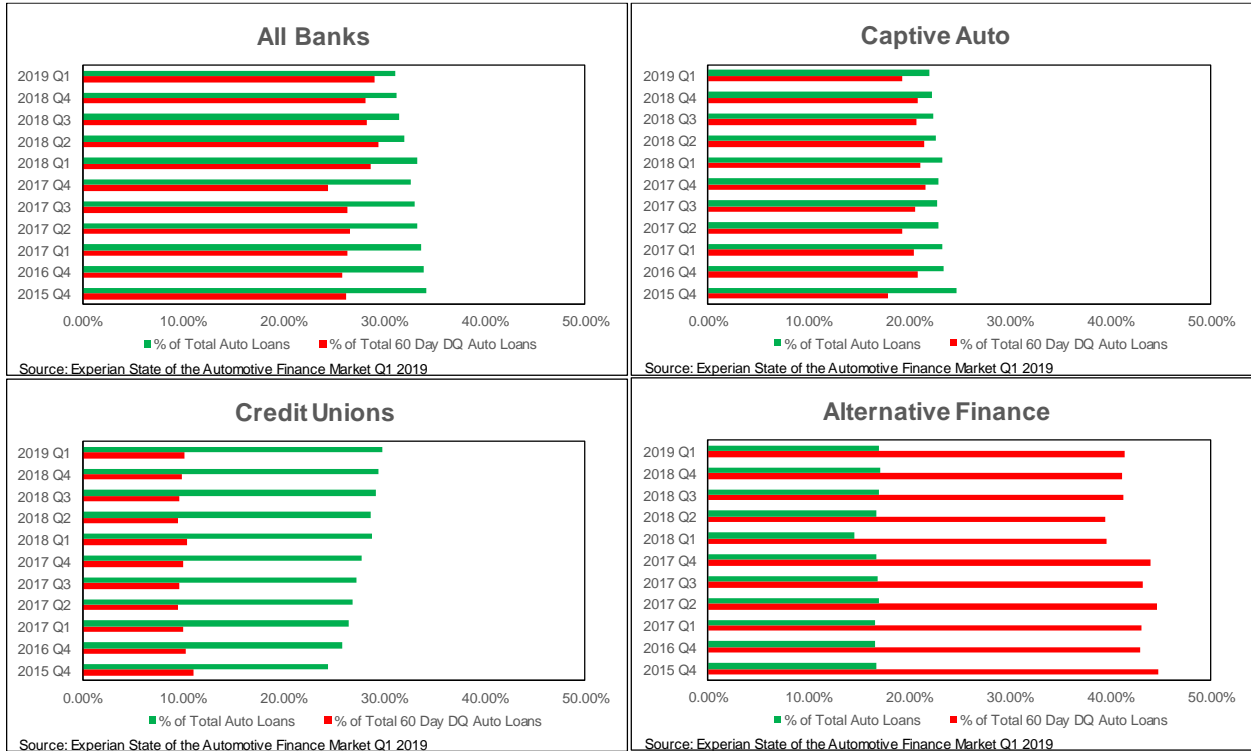 All Banks
2019 Q1
2018 Q4
2018 Q3
2018 Q2
2018 Q1
2017 Q4
2017 Q3
2017 Q2
2017 Q1
2016 Q4
2015 Q4
0.00% 10.00% 20.00% 30.00% 40.00% 50.00%
% of Total Auto Loans % of Total 60 Day DQ Auto Loans
Source: Experian State of the Automotive Finance Market Q1 2019
Captive Auto
2019 Q1
2018 Q4
2018 Q3
2018 Q2
2018 Q1
2017 Q4
2017 Q3
2017 Q2
2017 Q1
2016 Q4
2015 Q4
0.00% 10.00% 20.00% 30.00% 40.00% 50.00%
% of Total Auto Loans % of Total 60 Day DQ Auto Loans
Source: Experian State of the Automotive Finance Market Q1 2019
Credit Unions
2019 Q1
2018 Q4
2018 Q3
2018 Q2
2018 Q1
2017 Q4
2017 Q3
2017 Q2
2017 Q1
2016 Q4
2015 Q4
0.00% 10.00% 20.00% 30.00% 40.00% 50.00%
% of Total Auto Loans % of Total 60 Day DQ Auto Loans
Source: Experian State of the Automotive Finance Market Q1 2019
Alternative Finance
2019 Q1
2018 Q4
2018 Q3
2018 Q2
2018 Q1
2017 Q4
2017 Q3
2017 Q2
2017 Q1
2016 Q4
2015 Q4
0.00% 10.00% 20.00% 30.00% 40.00% 50.00%
% of Total Auto Loans % of Total 60 Day DQ Auto Loans
Source: Experian State of the Automotive Finance Market Q1 2019